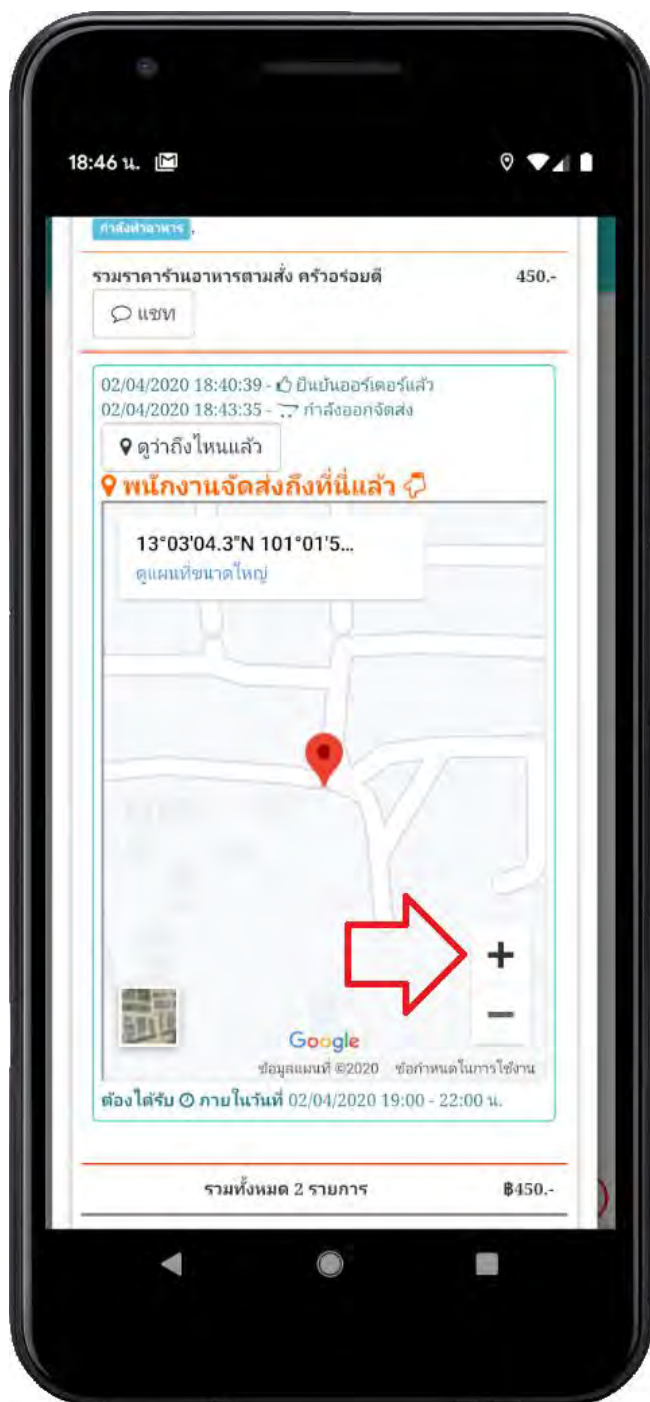 18:46 น.
กำลังทำอาหาร ,
รวมราคาร้านอาหารตามสั่ง ครัวอร่อยดี 450.-
แชท
02/04/2020 18:40:39 - ยืนยันออร์เดอร์แล้ว
02/04/2020 18:43:35 - กำลังออกจัดส่ง
ดูว่าถึงไหนแล้ว
พนักงานจัดส่งถึงที่นี่แล้ว
13°03'04.3"N 101°01'5...
ดูแผนที่ขนาดใหญ่
+
−
Google
ข้อมูลแผนที่ ©2020 ข้อกำหนดในการใช้งาน
ต้องได้รับ ภายในวันที่ 02/04/2020 19:00 - 22:00 น.
รวมทั้งหมด 2 รายการ ฿450.-